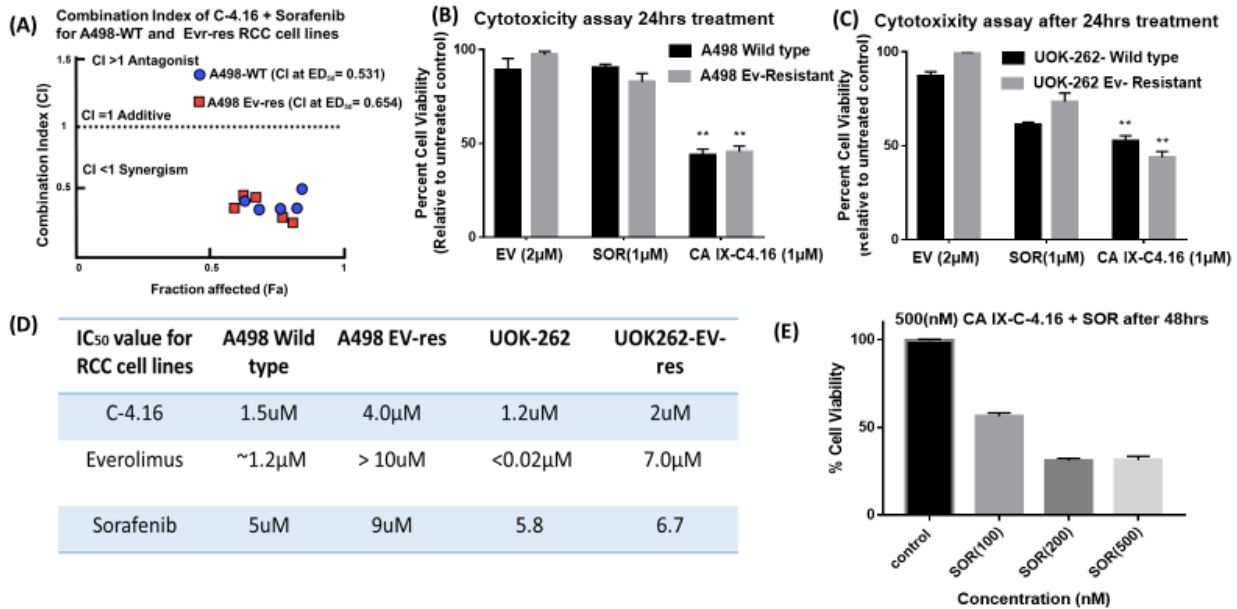 (A)
Combination Index of C-4.16 + Sorafenib
for A498-WT and Evr-res RCC cell lines
Combination Index (CI)
1.5
1
0.5
CI >1 Antagonist
A498-WT (CI at ED50= 0.531)
A498 Ev-res (CI at ED50= 0.654)
CI =1 Additive
CI <1 Synergism
0
0.5
1
Fraction affected (Fa)
(B)
Cytotoxicity assay 24hrs treatment
Percent Cell Viability
(Relative to untreated control)
100
50
0
A498 Wild type
A498 Ev-Resistant
** **
EV (2µM) SOR(1µM) CA IX-C4.16 (1µM)
(C)
Cytotoxixity assay after 24hrs treatment
Percent Cell Viability
(Relative to untreated control)
100
50
0
UOK-262- Wild type
UOK-262 Ev- Resistant
** **
EV (2µM) SOR(1µM) CA IX-C4.16 (1µM)
(D)
IC50 value for RCC cell lines A498 Wild type A498 EV-res UOK-262 UOK262-EV-res
C-4.16 1.5uM 4.0µM 1.2uM 2uM
Everolimus ~1.2µM > 10uM <0.02µM 7.0µM
Sorafenib 5uM 9uM 5.8 6.7
(E)
500(nM) CA IX-C-4.16 + SOR after 48hrs
% Cell Viability
100
50
0
control SOR(100) SOR(200) SOR(500)
Concentration (nM)